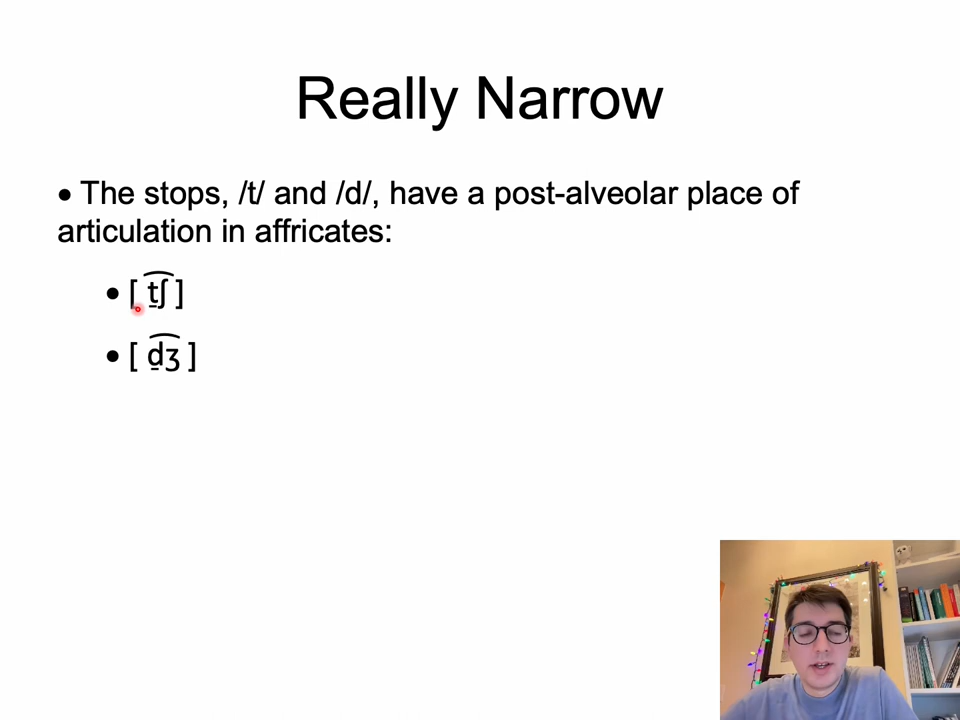 Really Narrow
• The stops, /t/ and /d/, have a post-alveolar place of
articulation in affricates:
• [ t̠͡ʃ ]
• [ d̠͡ʒ ]